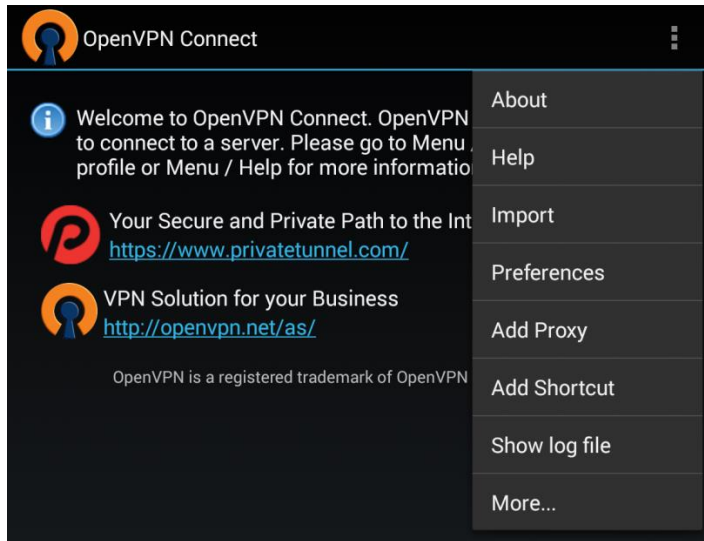 OpenVPN Connect
Welcome to OpenVPN Connect. OpenVPN
to connect to a server. Please go to Menu
profile or Menu / Help for more
Your Secure and Private Path to the
https://www.privatetunnel.com/
VPN Solution for your Business
http://openvpn.net/as/
OpenVPN is a registered trademark of OpenVPN
About
Help
Import
Preferences
Add Proxy
Add Shortcut
Show log file
More...